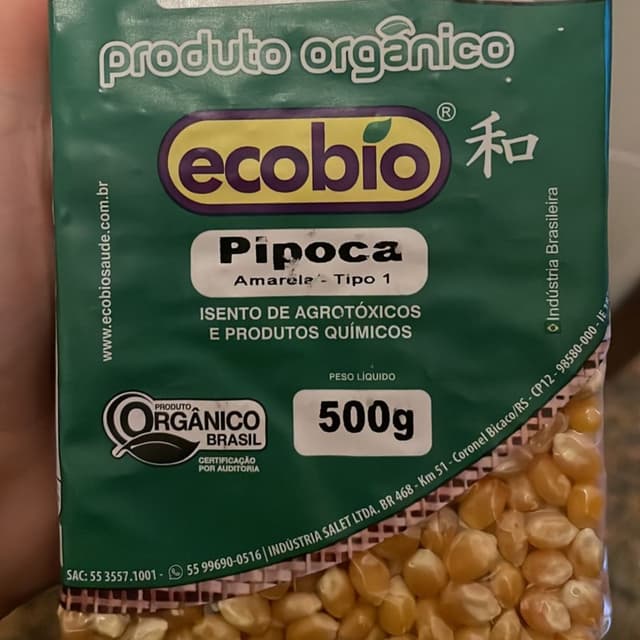 produto orgânico
ecobio® 和
Pipoca
Amarela - Tipo 1
ISENTO DE AGROTÓXICOS
E PRODUTOS QUÍMICOS
www.ecobiosaude.com.br
Indústria Brasileira
PRODUTO
ORGÂNICO
BRASIL
CERTIFICAÇÃO
POR AUDITORIA
PESO LÍQUIDO
500g
SAC: 55 3557.1001 - 55 99690-0516 | INDÚSTRIA SALET LTDA. BR 468 - Km 51 - Coronel Bicaco/RS - CP12 - 98580-000 -